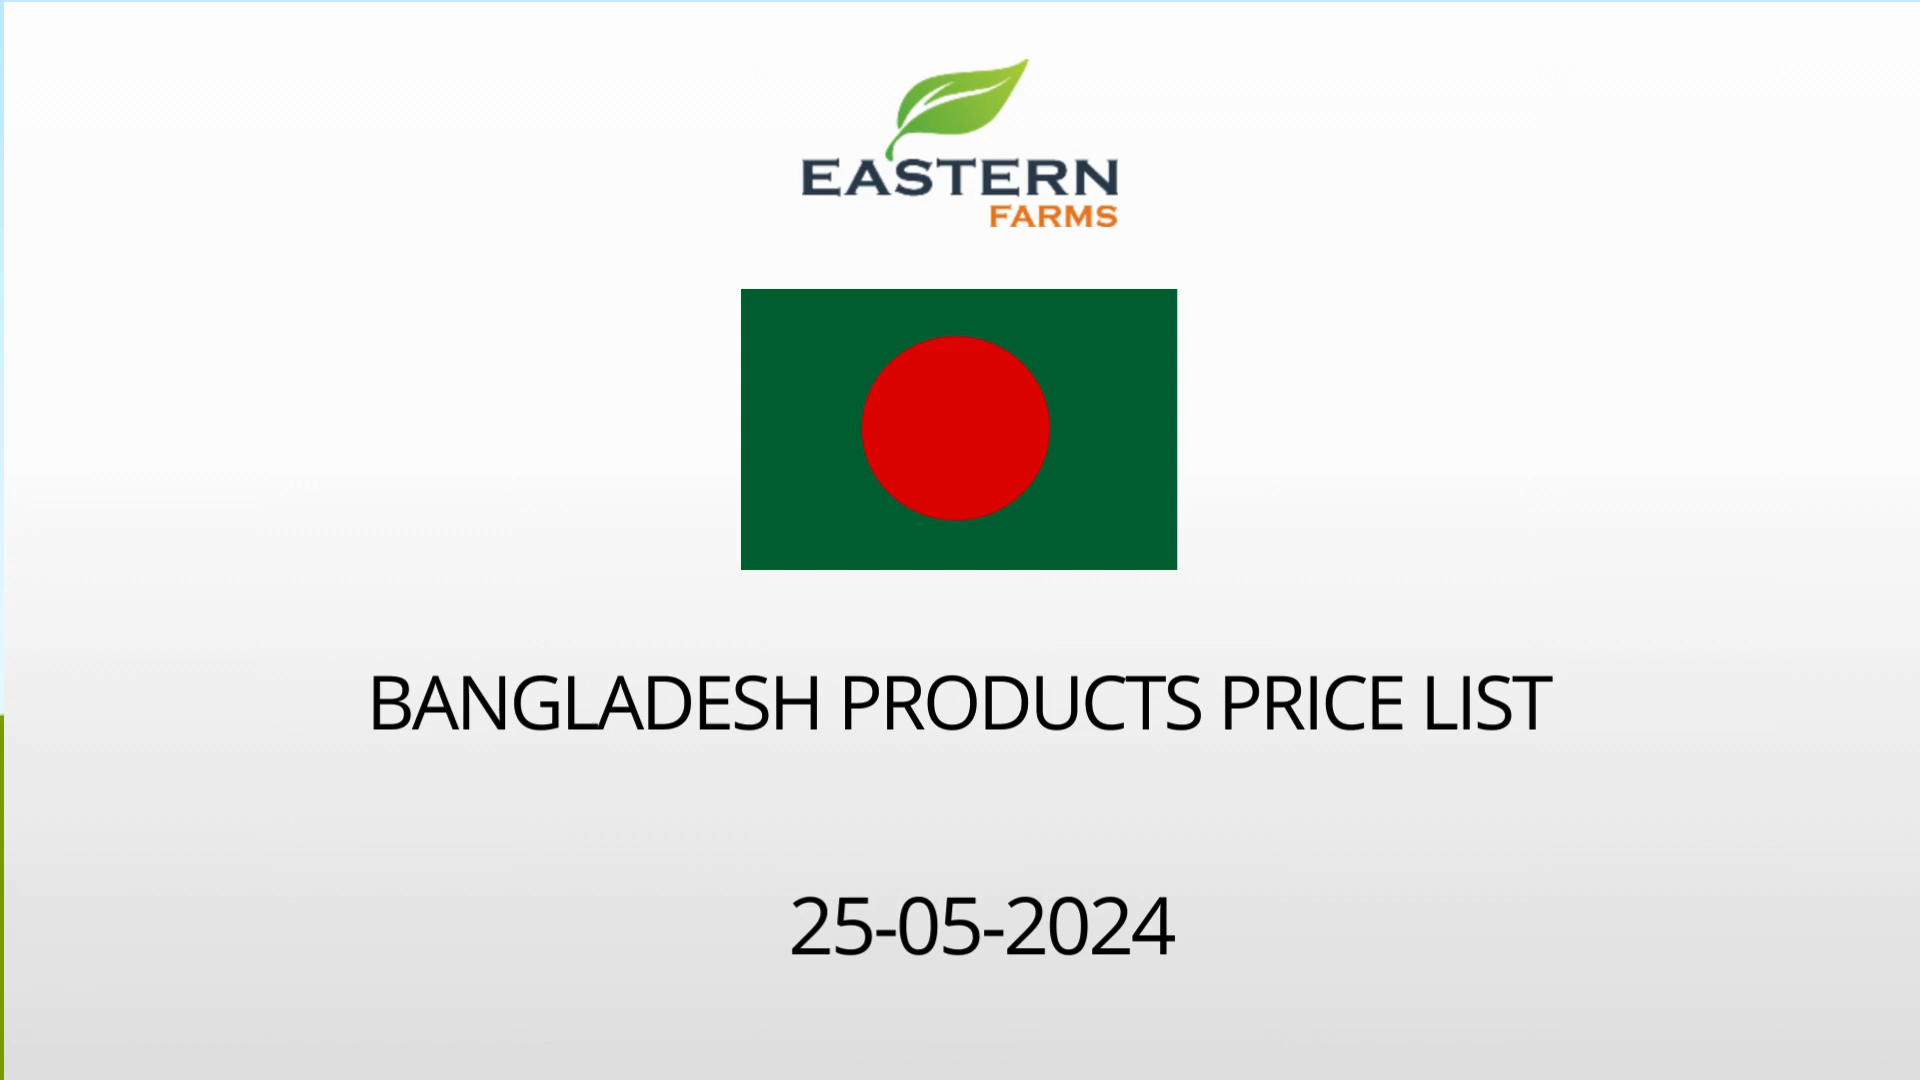 EASTERN
FARMS
BANGLADESH PRODUCTS PRICE LIST
25-05-2024